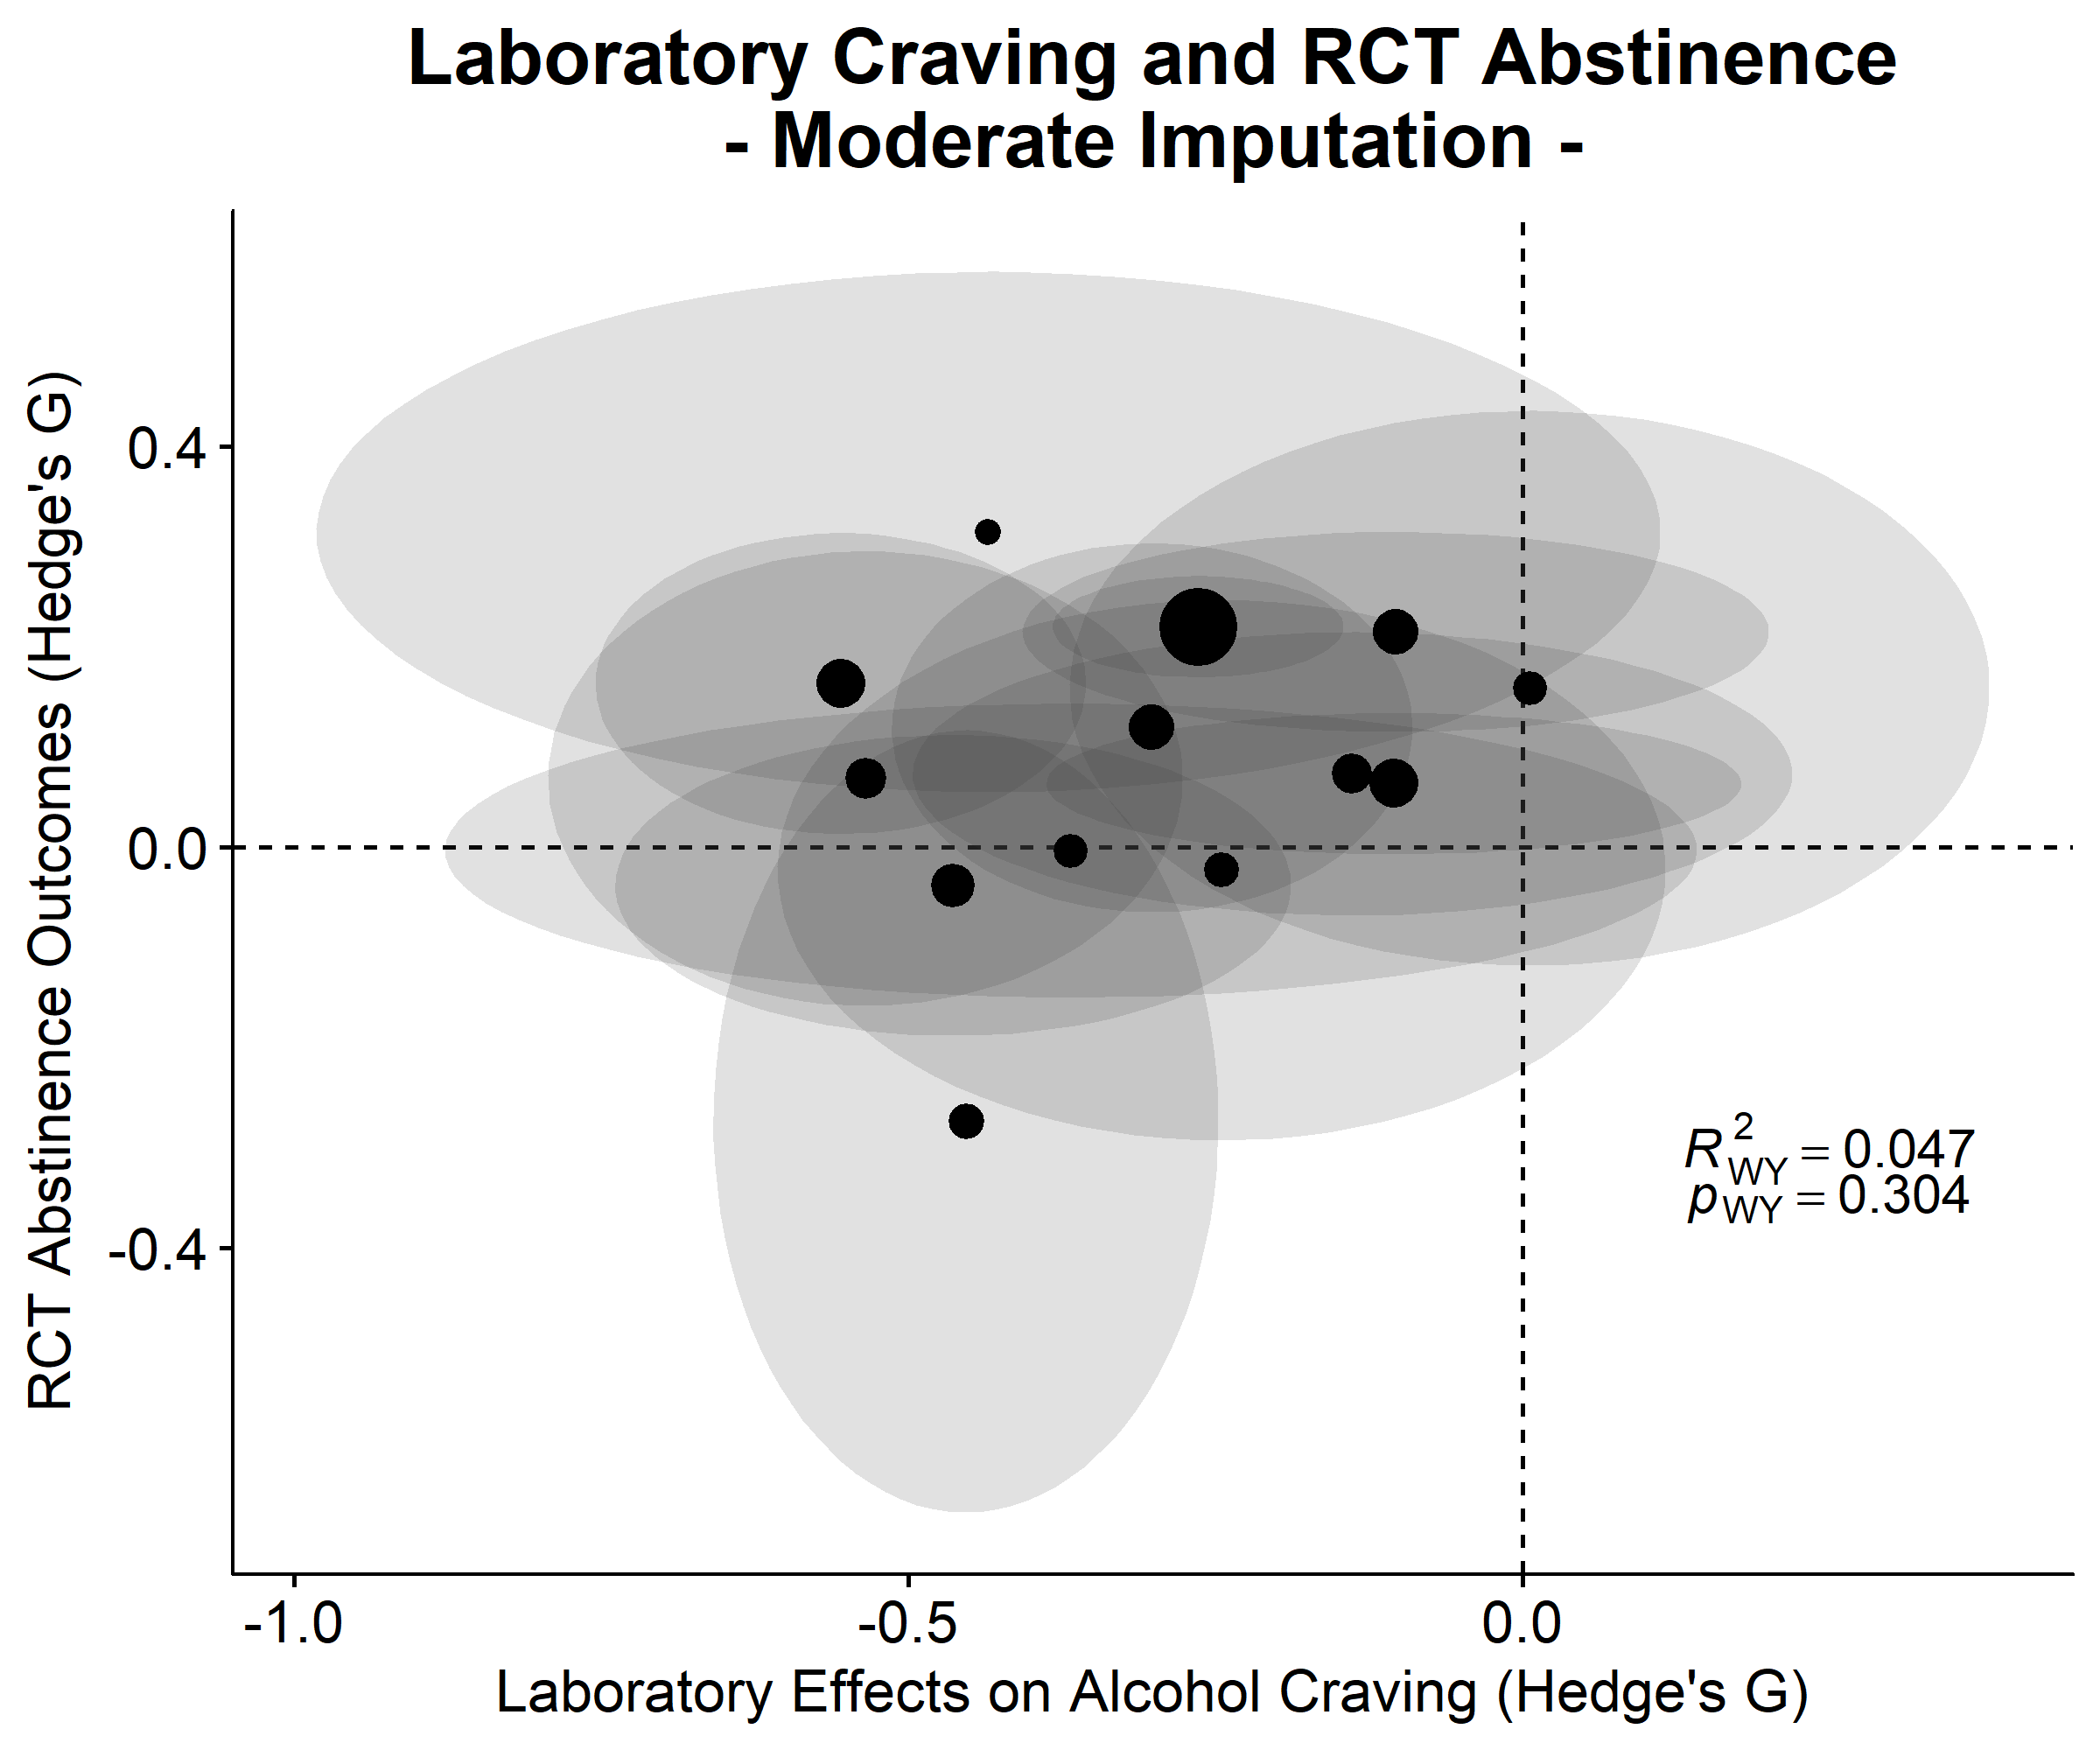 Laboratory Craving and RCT Abstinence
- Moderate Imputation -
RCT Abstinence Outcomes (Hedge's G)
0.4
0.0
-0.4
R²WY = 0.047
pWY = 0.304
-1.0 -0.5 0.0
Laboratory Effects on Alcohol Craving (Hedge's G)